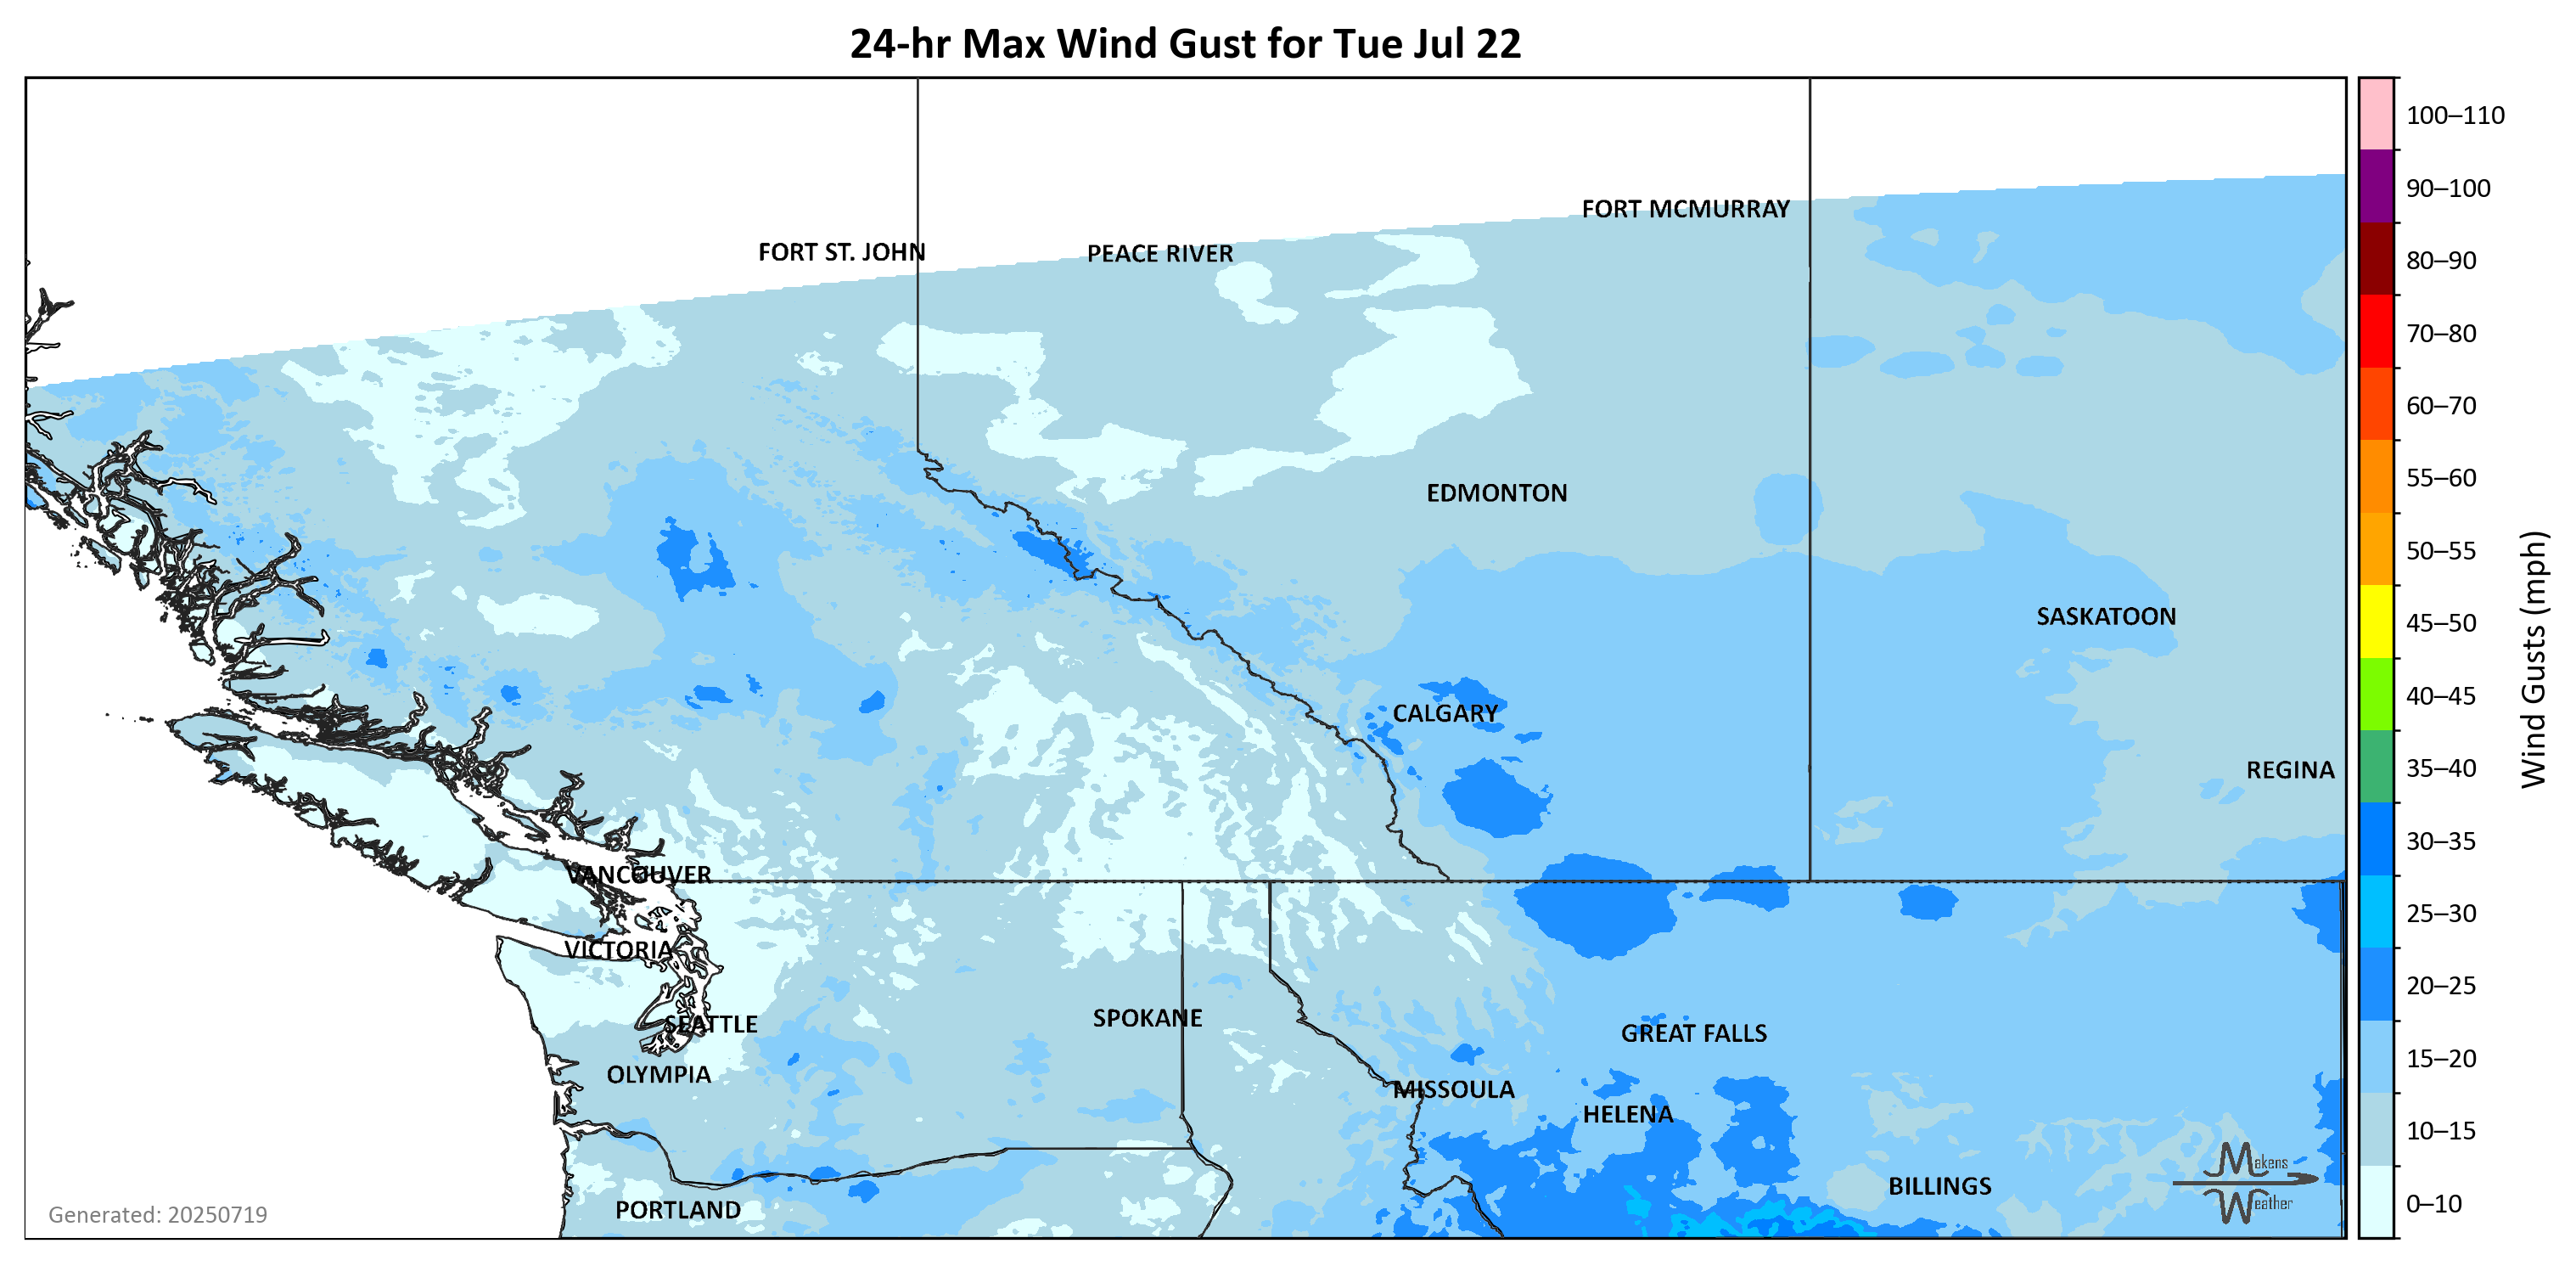 24-hr Max Wind Gust for Tue Jul 22
100–110
90–100
80–90
70–80
60–70
55–60
50–55
45–50
40–45
35–40
30–35
25–30
20–25
15–20
10–15
0–10
Wind Gusts (mph)
FORT MCMURRAY
FORT ST. JOHN
PEACE RIVER
EDMONTON
SASKATOON
CALGARY
REGINA
VANCOUVER
VICTORIA
SEATTLE
SPOKANE
GREAT FALLS
OLYMPIA
MISSOULA
HELENA
BILLINGS
PORTLAND
Makens
Weather
Generated: 20250719